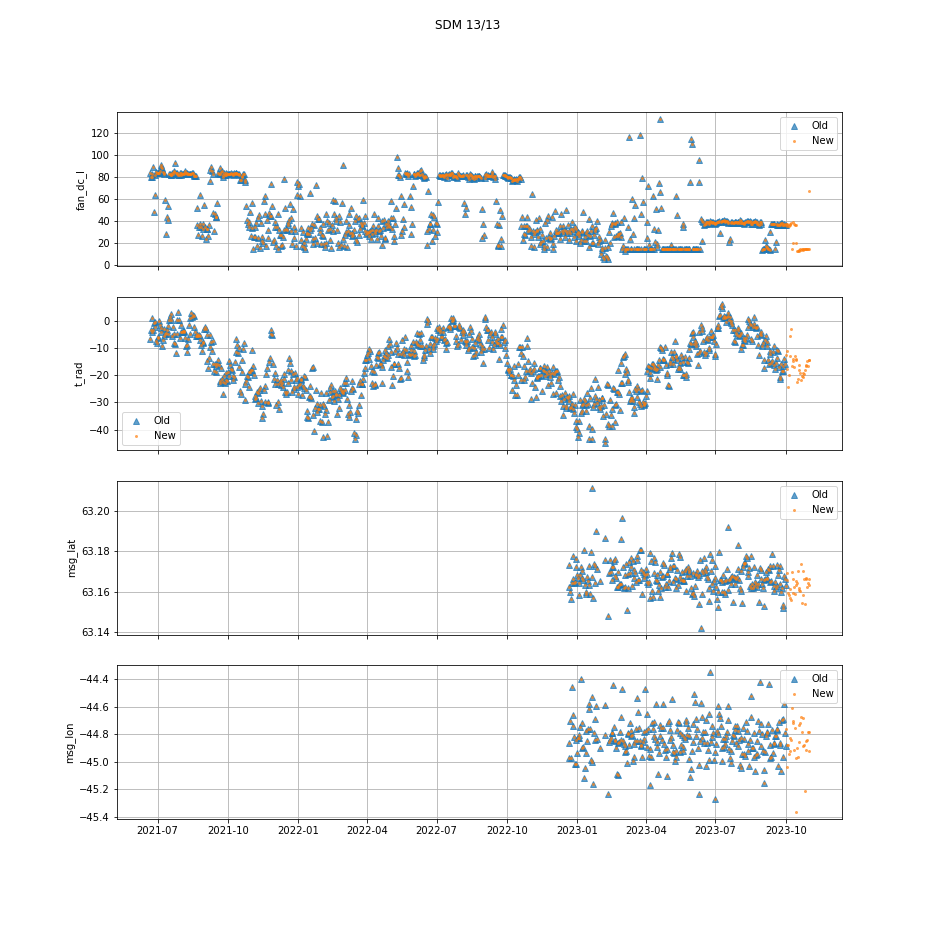 SDM 13/13
fan_dc_l
120
100
80
60
40
20
0
Old
New
t_rad
0
−10
−20
−30
−40
Old
New
msg_lat
63.20
63.18
63.16
63.14
Old
New
msg_lon
−44.4
−44.6
−44.8
−45.0
−45.2
−45.4
Old
New
2021-07 2021-10 2022-01 2022-04 2022-07 2022-10 2023-01 2023-04 2023-07 2023-10